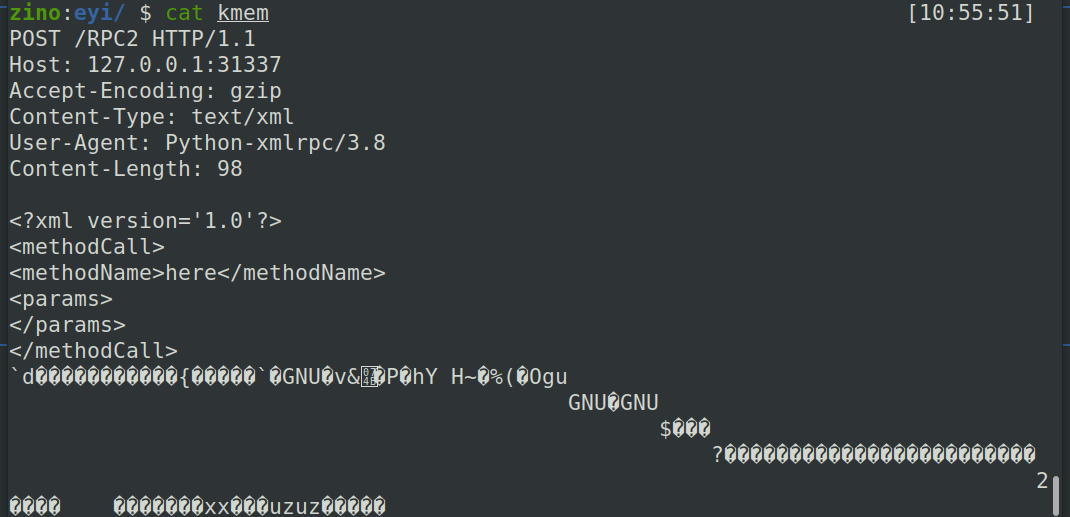 zino:eyi/ $ cat kmem [10:55:51]
POST /RPC2 HTTP/1.1
Host: 127.0.0.1:31337
Accept-Encoding: gzip
Content-Type: text/xml
User-Agent: Python-xmlrpc/3.8
Content-Length: 98

<?xml version='1.0'?>
<methodCall>
<methodName>here</methodName>
<params>
</params>
</methodCall>
`d�����������{�����`�GNU�v&�P�hY H~�%(�Ogu
GNU�GNU
$���
?������������������������
2
���� �������xx���uzuz�����